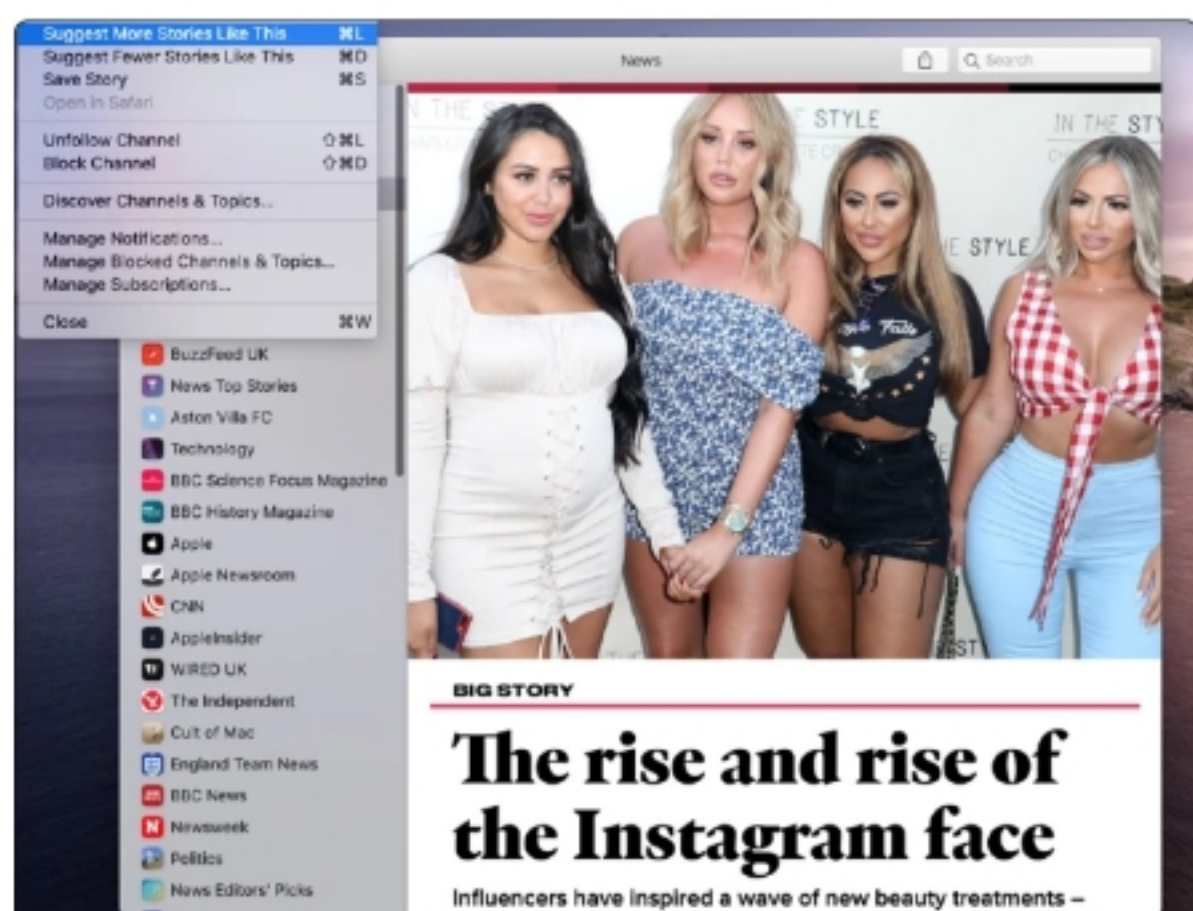 Suggest More Stories Like This ⌘L
Suggest Fewer Stories Like This ⌘D
Save Story ⌘S
Open in Safari
Unfollow Channel ⇧⌘L
Block Channel ⇧⌘D
Discover Channels & Topics...
Manage Notifications...
Manage Blocked Channels & Topics...
Manage Subscriptions...
Close ⌘W
BuzzFeed UK
News Top Stories
Aston Villa FC
Technology
BBC Science Focus Magazine
BBC History Magazine
Apple
Apple Newsroom
CNN
AppleInsider
WIRED UK
The Independent
Cult of Mac
England Team News
BBC News
Newsweek
Politics
News Editors' Picks
News
Search
N THE S
E STYLE
IN THE STY
TE CR
HE STYLE
ST
BIG STORY
The rise and rise of
the Instagram face
Influencers have inspired a wave of new beauty treatments –